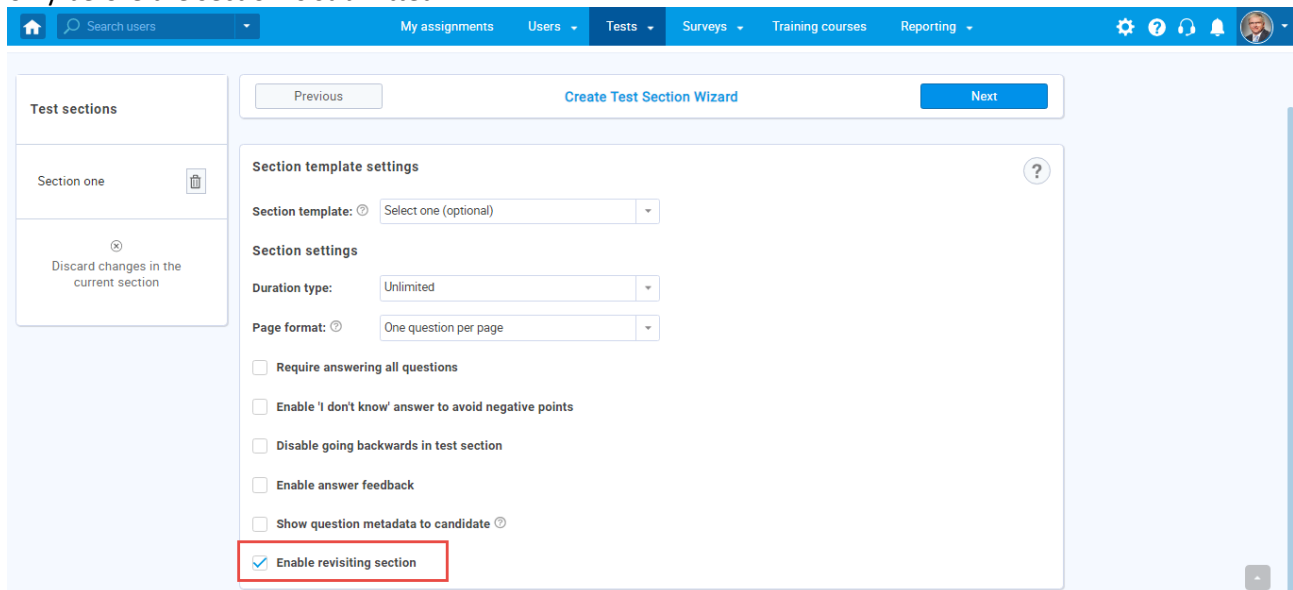 Search users
My assignments
Users
Tests
Surveys
Training courses
Reporting
Test sections
Section one
Discard changes in the
current section
Previous
Create Test Section Wizard
Next
Section template settings
?
Section template: ?
Select one (optional)
Section settings
Duration type:
Unlimited
Page format: ?
One question per page
Require answering all questions
Enable 'I don't know' answer to avoid negative points
Disable going backwards in test section
Enable answer feedback
Show question metadata to candidate ?
Enable revisiting section